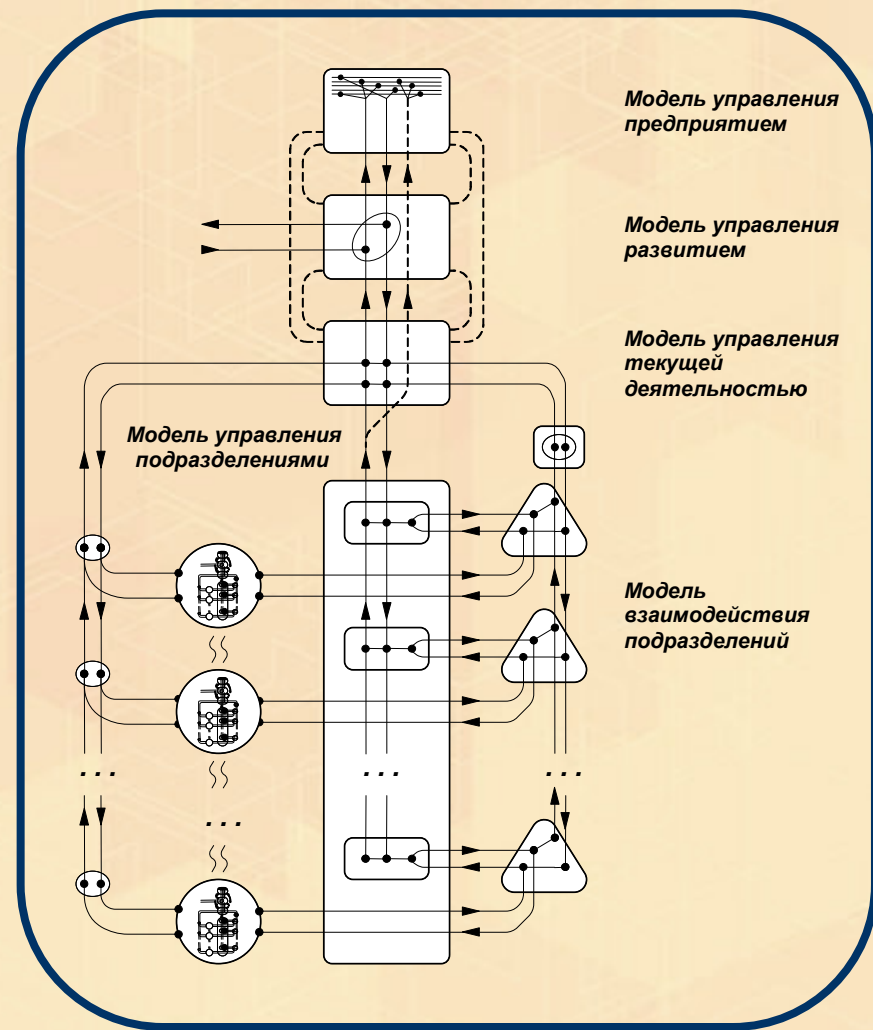 Модель управления
предприятием
Модель управления
развитием
Модель управления
текущей
деятельностью
Модель управления
подразделениями
Модель
взаимодействия
подразделений
. . .
. . .
. . .
. . .